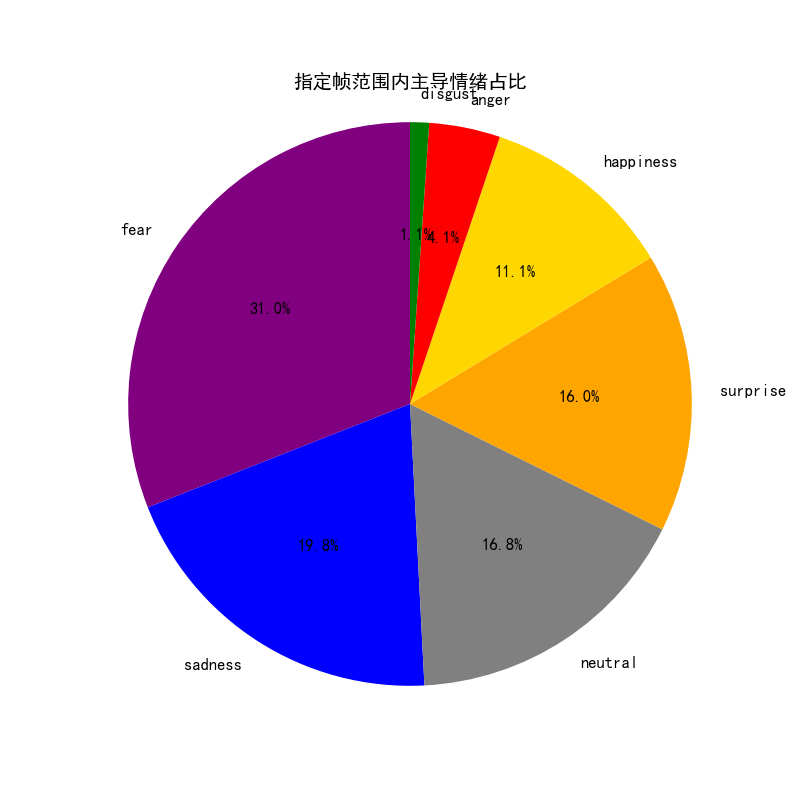 指定帧范围内主导情绪占比
disgust
anger
happiness
fear
1.1%
4.1%
11.1%
31.0%
surprise
16.0%
19.8%
16.8%
sadness
neutral